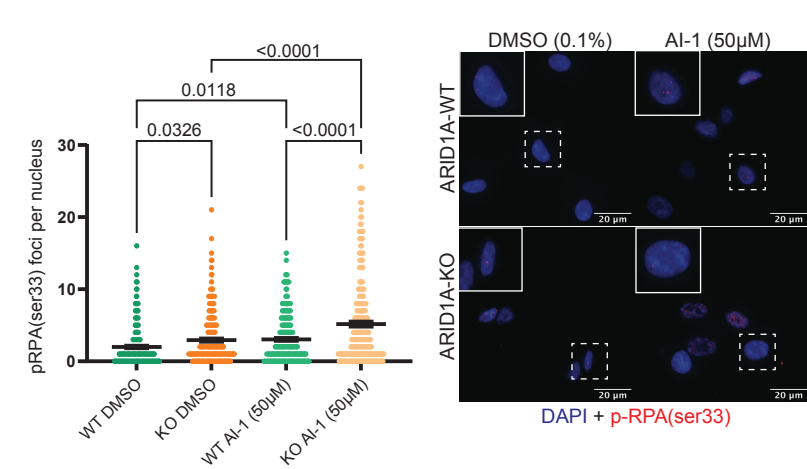 <0.0001
0.0118
0.0326
<0.0001
pRPA(ser33) foci per nucleus
30
20
10
0
WT DMSO
KO DMSO
WT AI-1 (50μM)
KO AI-1 (50μM)
DMSO (0.1%)
AI-1 (50μM)
ARID1A-WT
20 μm
20 μm
ARID1A-KO
20 μm
20 μm
DAPI + p-RPA(ser33)